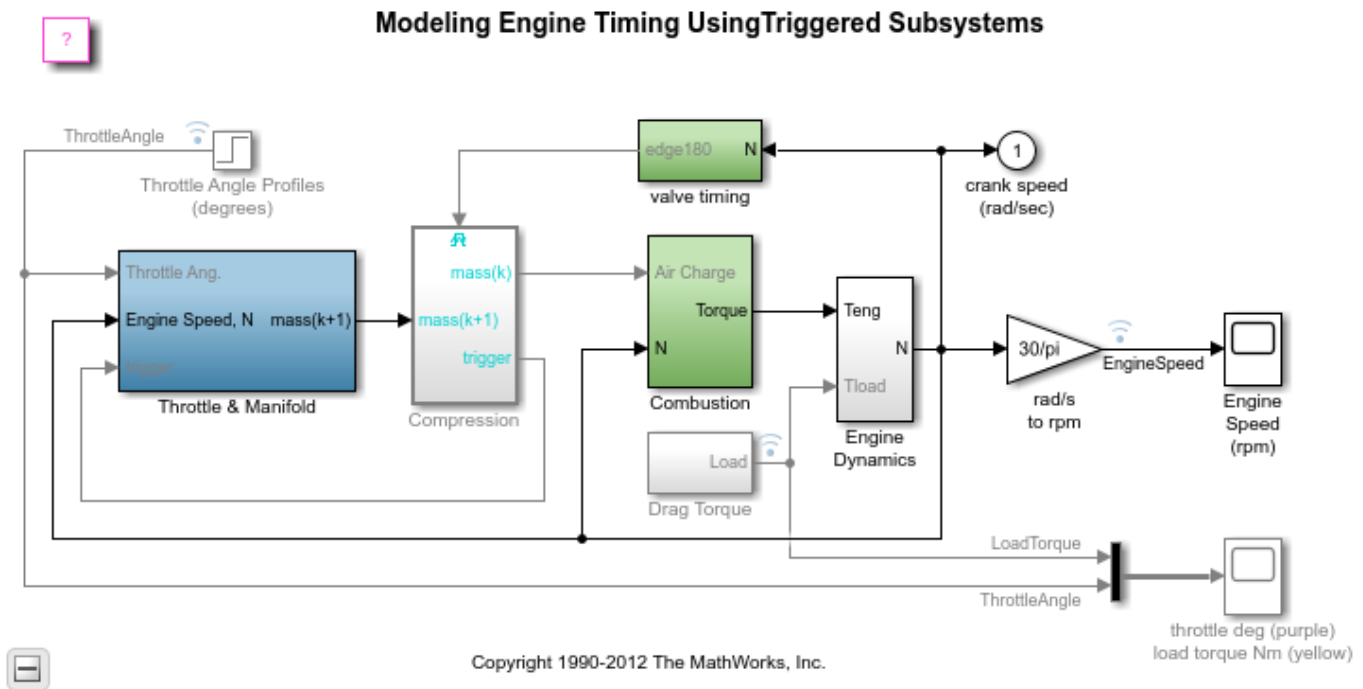 Modeling Engine Timing UsingTriggered Subsystems
?
ThrottleAngle
Throttle Angle Profiles
(degrees)
edge180
N
valve timing
1
crank speed
(rad/sec)
Throttle Ang.
Engine Speed, N
mass(k+1)
trigger
Throttle & Manifold
mass(k)
mass(k+1)
trigger
Compression
Air Charge
Torque
N
Combustion
Teng
N
Tload
Engine
Dynamics
30/pi
rad/s
to rpm
EngineSpeed
Engine
Speed
(rpm)
Load
Drag Torque
LoadTorque
ThrottleAngle
throttle deg (purple)
load torque Nm (yellow)
Copyright 1990-2012 The MathWorks, Inc.